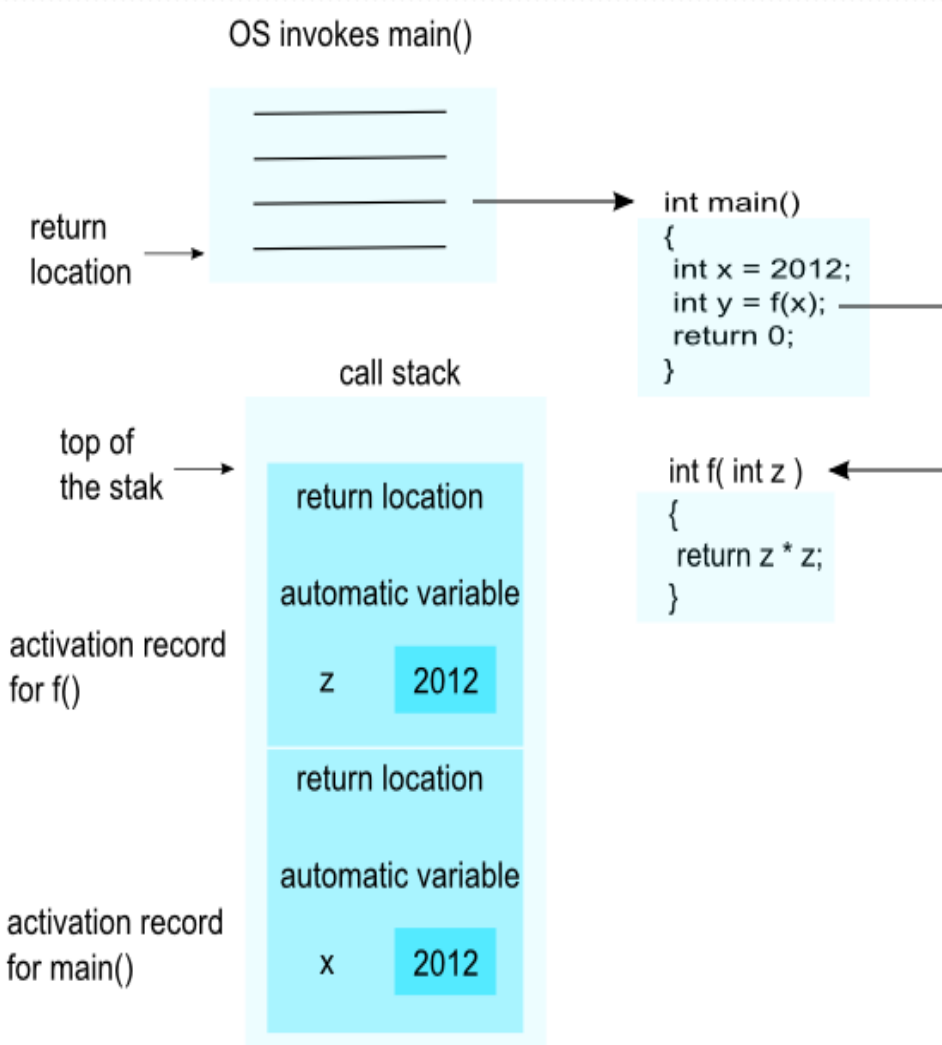 OS invokes main()
return
location
int main()
{
int x = 2012;
int y = f(x);
return 0;
}
call stack
top of
the stak
return location
automatic variable
z 2012
activation record
for f()
int f( int z )
{
return z * z;
}
return location
automatic variable
x 2012
activation record
for main()